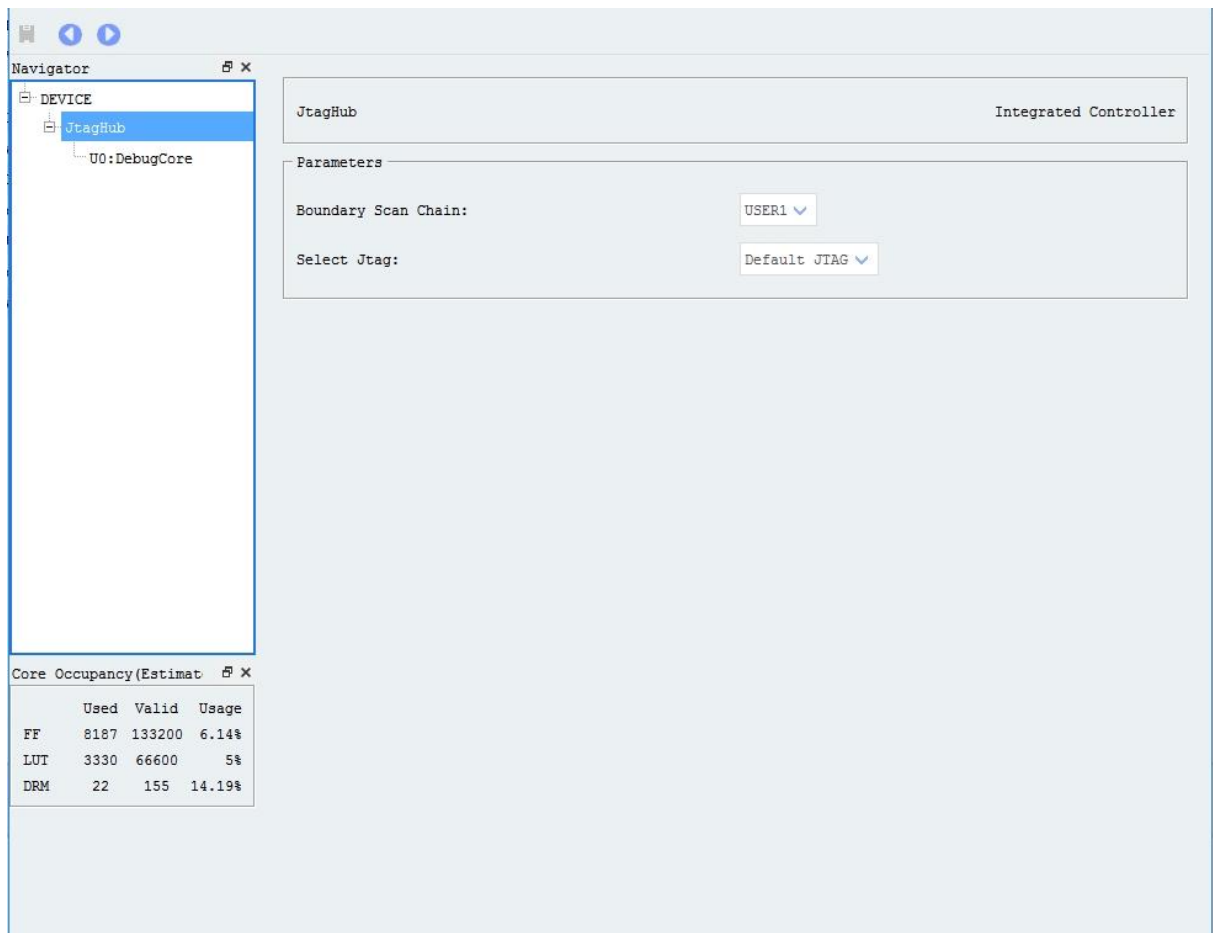 Navigator
DEVICE
JtagHub
U0:DebugCore
JtagHub Integrated Controller
Parameters
Boundary Scan Chain: USER1
Select Jtag: Default JTAG
Core Occupancy(Estimat
Used Valid Usage
FF 8187 133200 6.14%
LUT 3330 66600 5%
DRM 22 155 14.19%